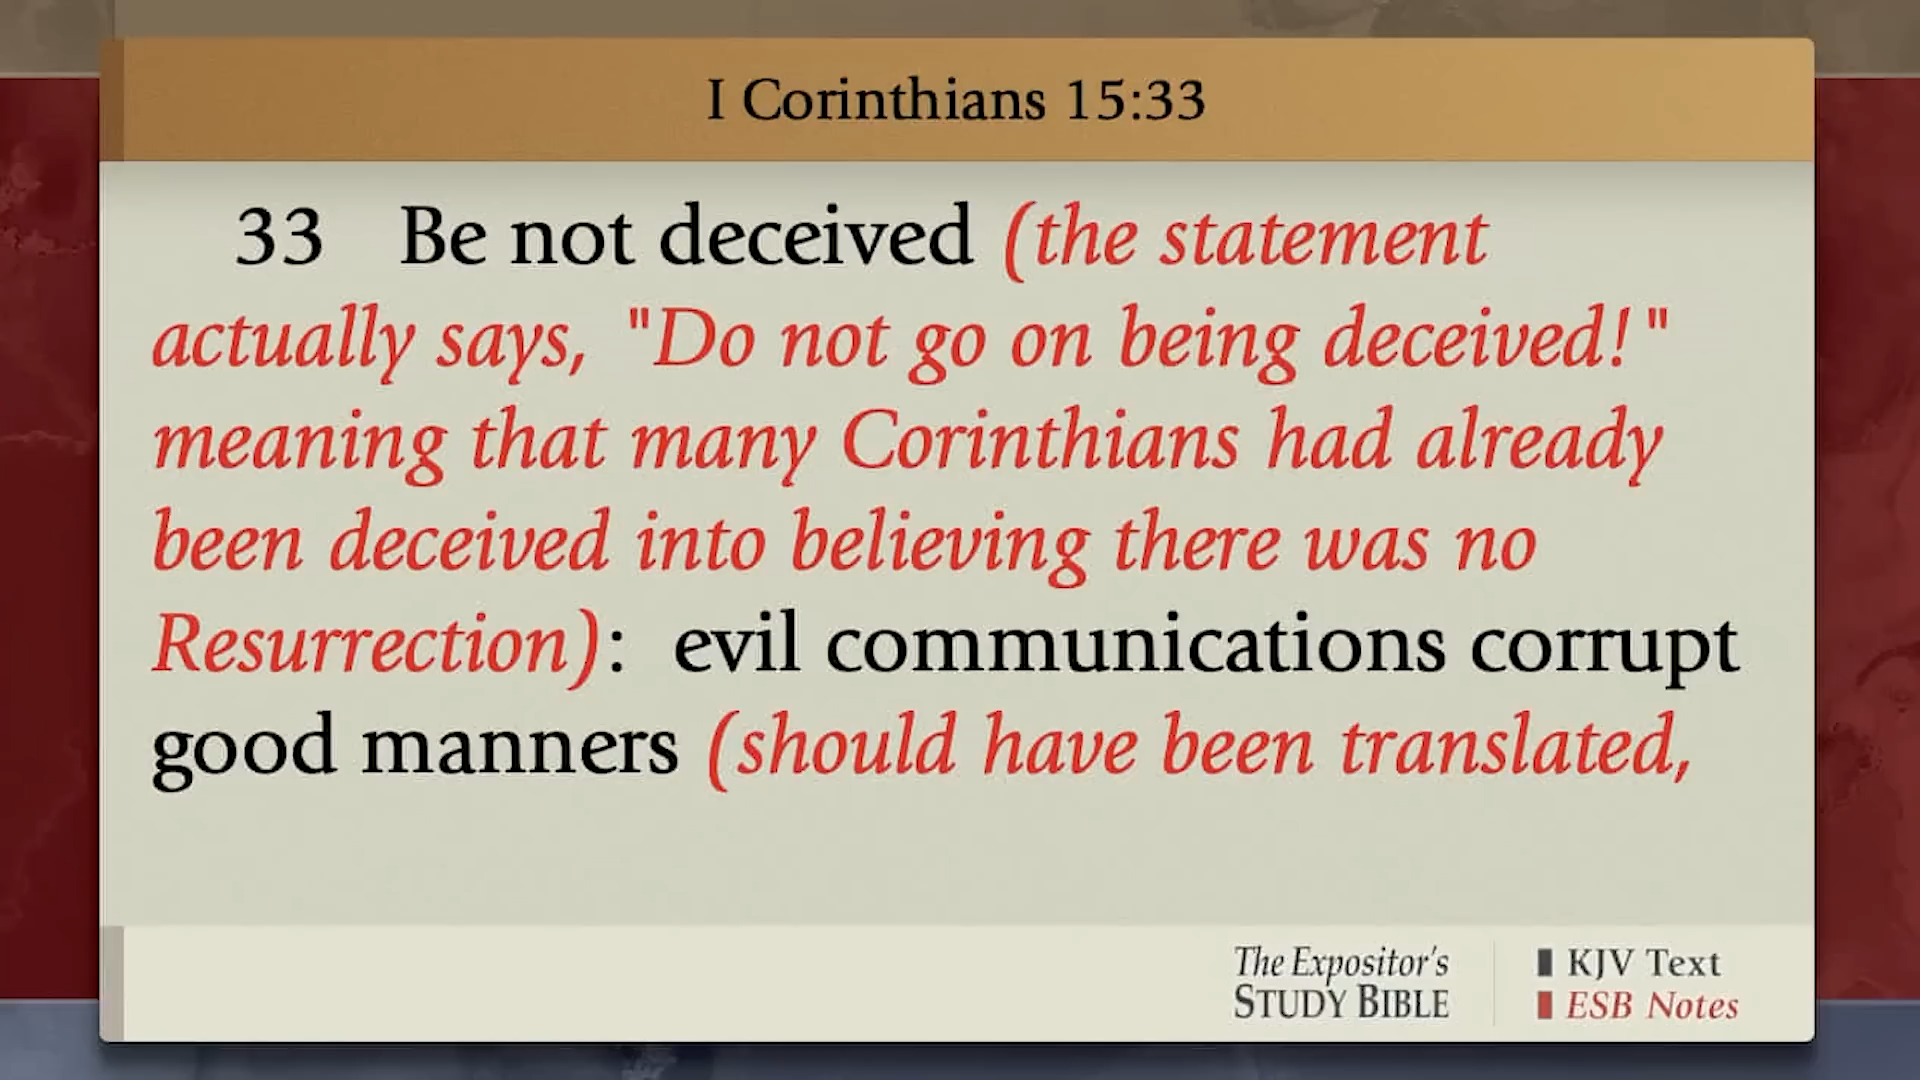 I Corinthians 15:33
33 Be not deceived (the statement
actually says, "Do not go on being deceived!"
meaning that many Corinthians had already
been deceived into believing there was no
Resurrection): evil communications corrupt
good manners (should have been translated,
The Expositor's
STUDY BIBLE
KJV Text
ESB Notes